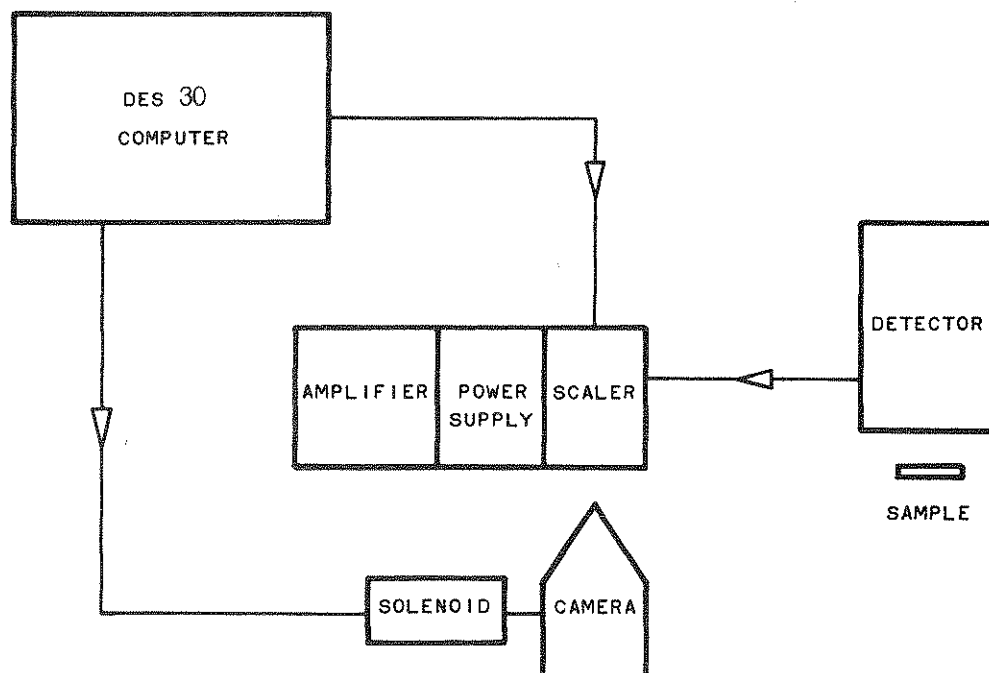 DES 30
COMPUTER
DETECTOR
AMPLIFIER
POWER
SUPPLY
SCALER
SAMPLE
SOLENOID
CAMERA